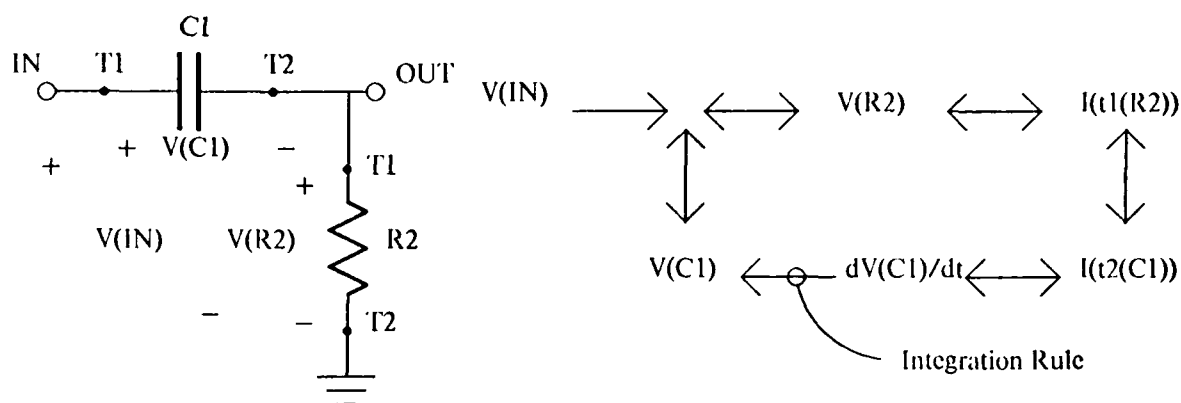 C1
IN T1 T2 OUT
+ + V(C1) −
T1
+
V(IN) V(R2) R2
− −
T2
V(IN) V(R2) I(t1(R2))
V(C1) dV(C1)/dt I(t2(C1))
Integration Rule